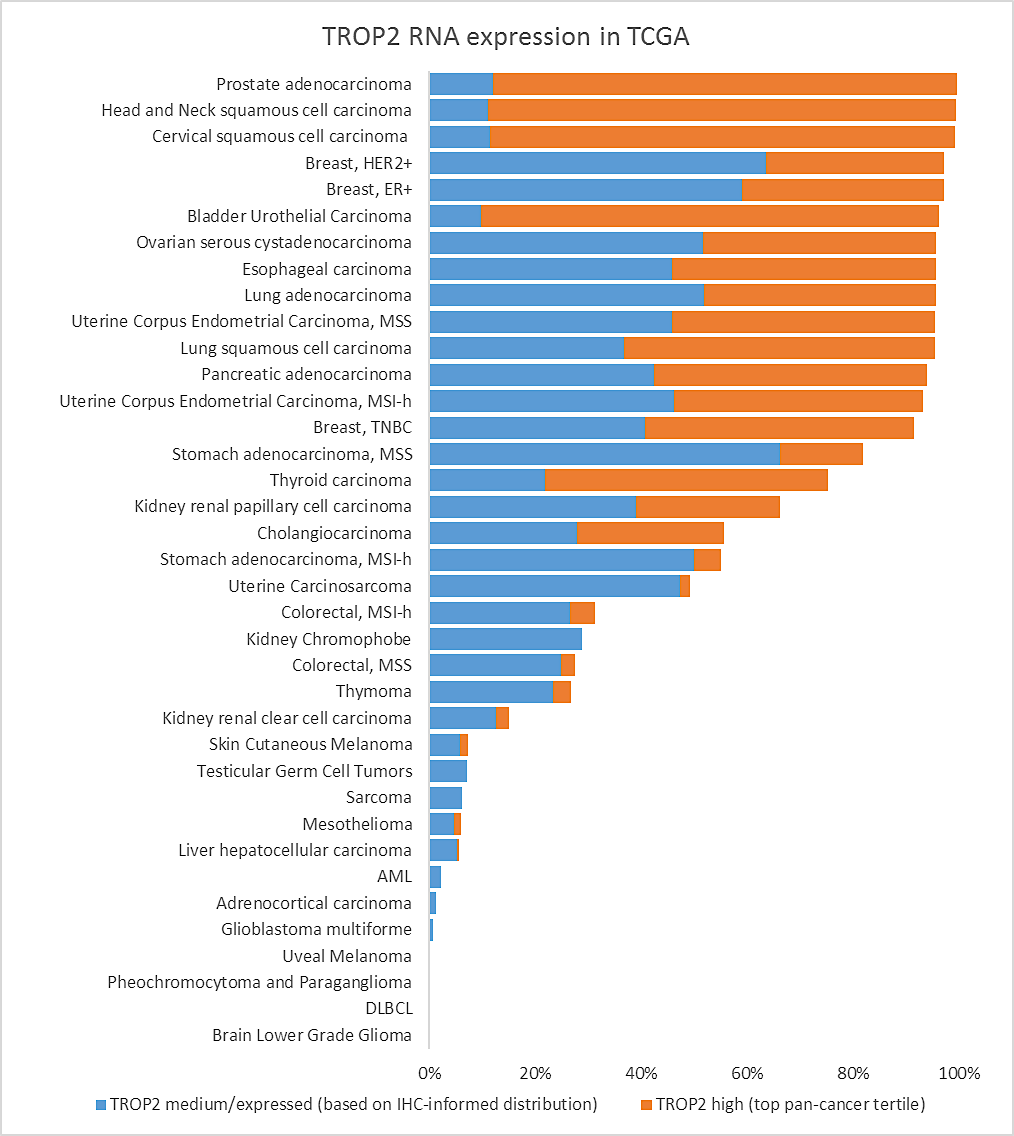 TROP2 RNA expression in TCGA
Prostate adenocarcinoma
Head and Neck squamous cell carcinoma
Cervical squamous cell carcinoma
Breast, HER2+
Breast, ER+
Bladder Urothelial Carcinoma
Ovarian serous cystadenocarcinoma
Esophageal carcinoma
Lung adenocarcinoma
Uterine Corpus Endometrial Carcinoma, MSS
Lung squamous cell carcinoma
Pancreatic adenocarcinoma
Uterine Corpus Endometrial Carcinoma, MSI-h
Breast, TNBC
Stomach adenocarcinoma, MSS
Thyroid carcinoma
Kidney renal papillary cell carcinoma
Cholangiocarcinoma
Stomach adenocarcinoma, MSI-h
Uterine Carcinosarcoma
Colorectal, MSI-h
Kidney Chromophobe
Colorectal, MSS
Thymoma
Kidney renal clear cell carcinoma
Skin Cutaneous Melanoma
Testicular Germ Cell Tumors
Sarcoma
Mesothelioma
Liver hepatocellular carcinoma
AML
Adrenocortical carcinoma
Glioblastoma multiforme
Uveal Melanoma
Pheochromocytoma and Paraganglioma
DLBCL
Brain Lower Grade Glioma
0% 20% 40% 60% 80% 100%
TROP2 medium/expressed (based on IHC-informed distribution) TROP2 high (top pan-cancer tertile)